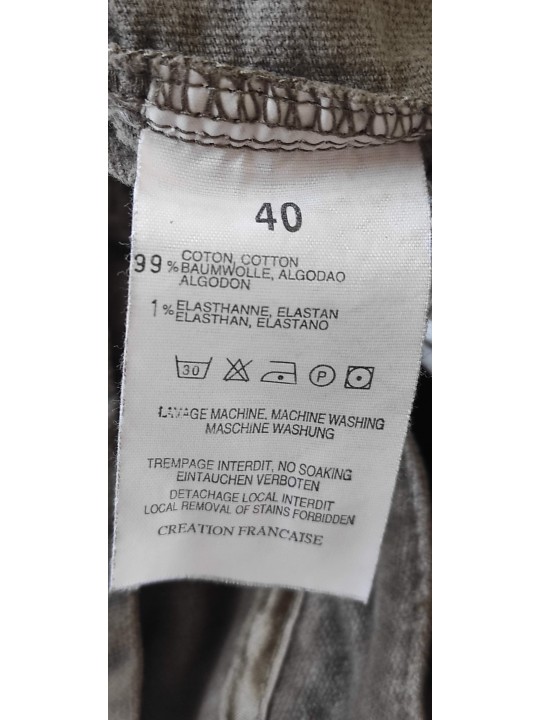 40
99% COTON, COTTON
BAUMWOLLE, ALGODAO
ALGODON
1% ELASTHANNE, ELASTAN
ELASTHAN, ELASTANO
30 P
LAVAGE MACHINE, MACHINE WASHING
MASCHINE WASHUNG
TREMPAGE INTERDIT, NO SOAKING
EINTAUCHEN VERBOTEN
DETACHAGE LOCAL INTERDIT
LOCAL REMOVAL OF STAINS FORBIDDEN
CREATION FRANCAISE